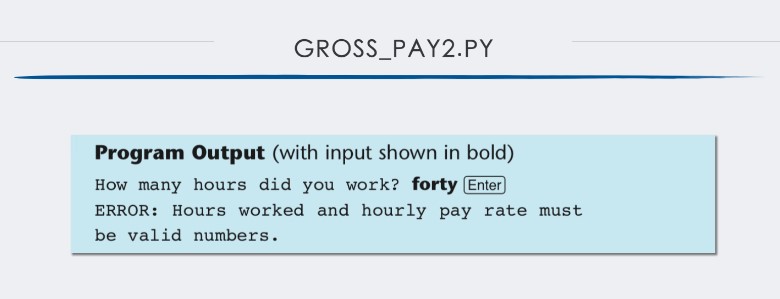 GROSS_PAY2.PY
Program Output (with input shown in bold)
How many hours did you work? forty Enter
ERROR: Hours worked and hourly pay rate must
be valid numbers.